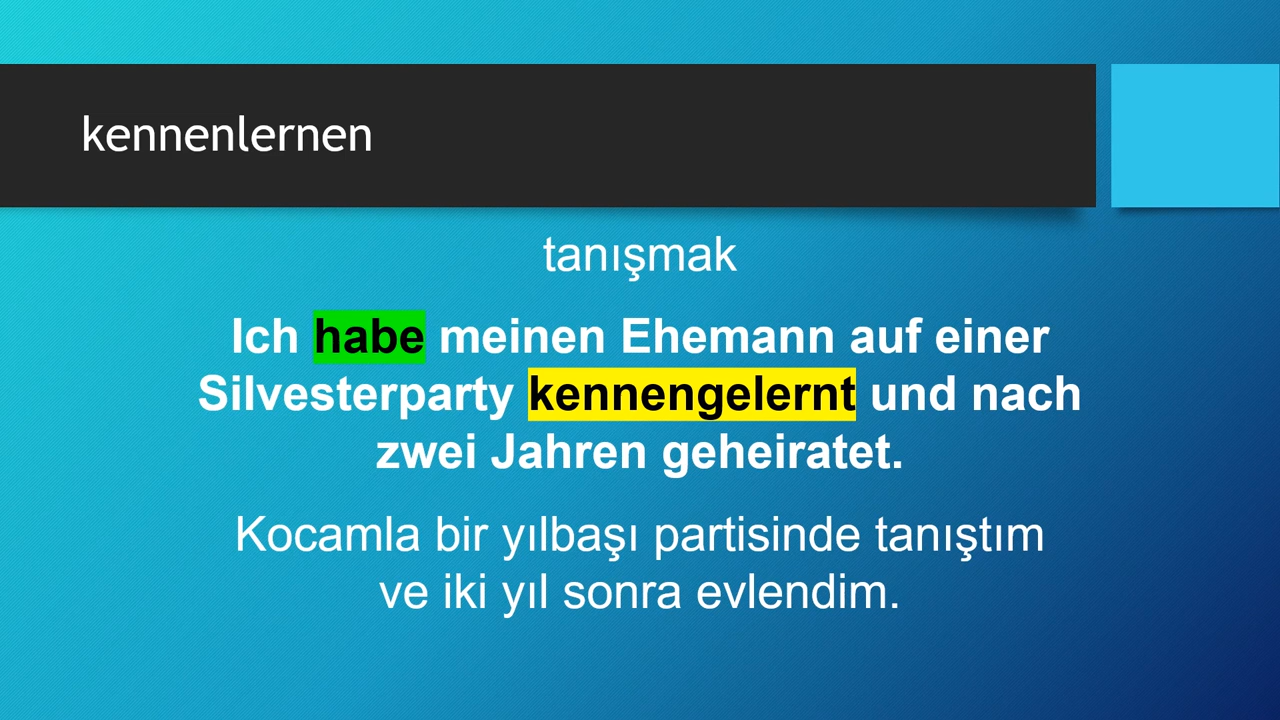 kennenlernen
tanışmak
Ich habe meinen Ehemann auf einer
Silvesterparty kennengelernt und nach
zwei Jahren geheiratet.
Kocamla bir yılbaşı partisinde tanıştım
ve iki yıl sonra evlendim.